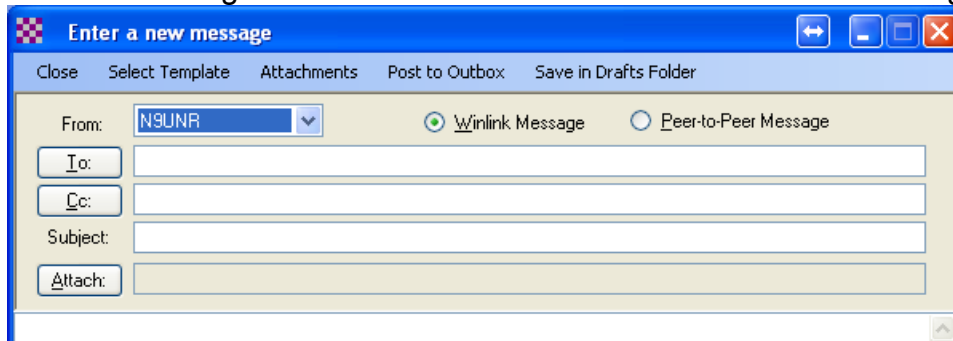 Enter a new message
Close Select Template Attachments Post to Outbox Save in Drafts Folder
From: N9UNR Winlink Message Peer-to-Peer Message
To:
Cc:
Subject:
Attach: